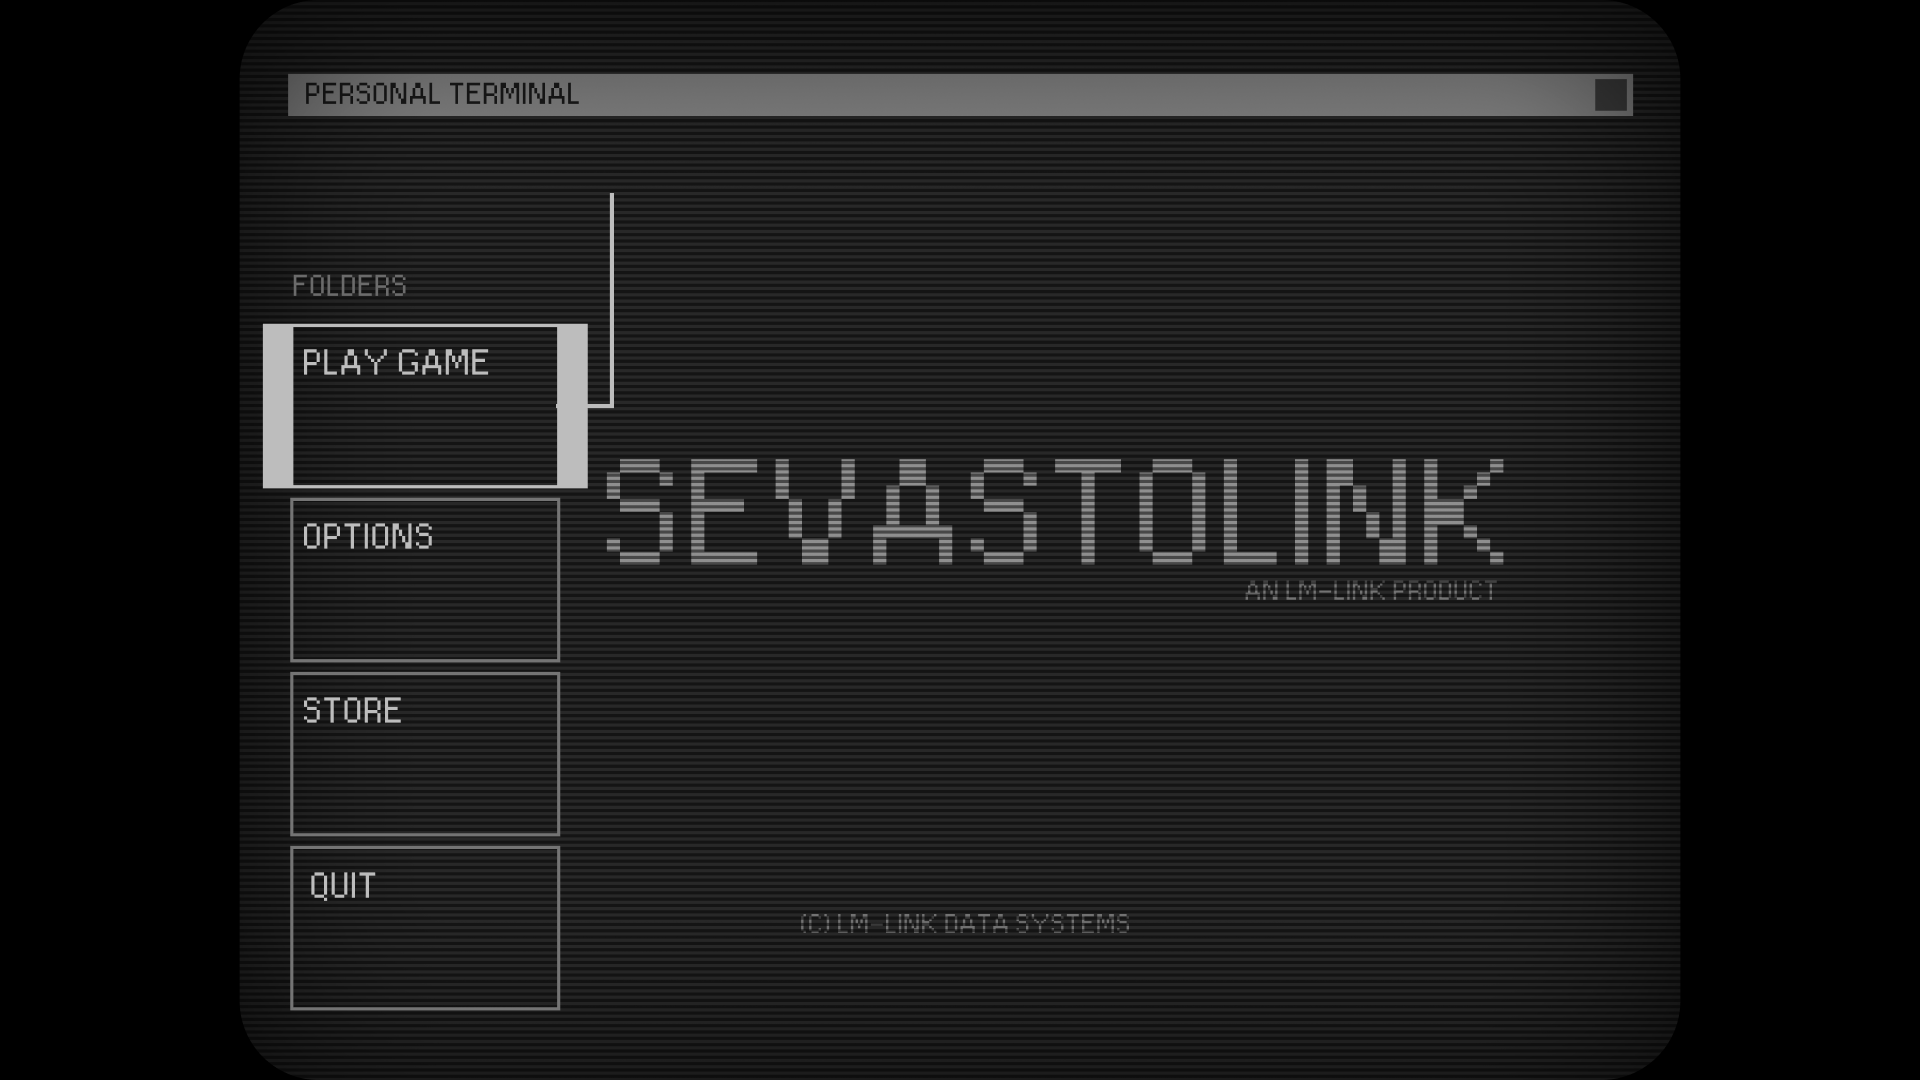 PERSONAL TERMINAL
FOLDERS
PLAY GAME
OPTIONS
STORE
QUIT
SEVASTOLINK
AN LM-LINK PRODUCT
(C) LM-LINK DATA SYSTEMS